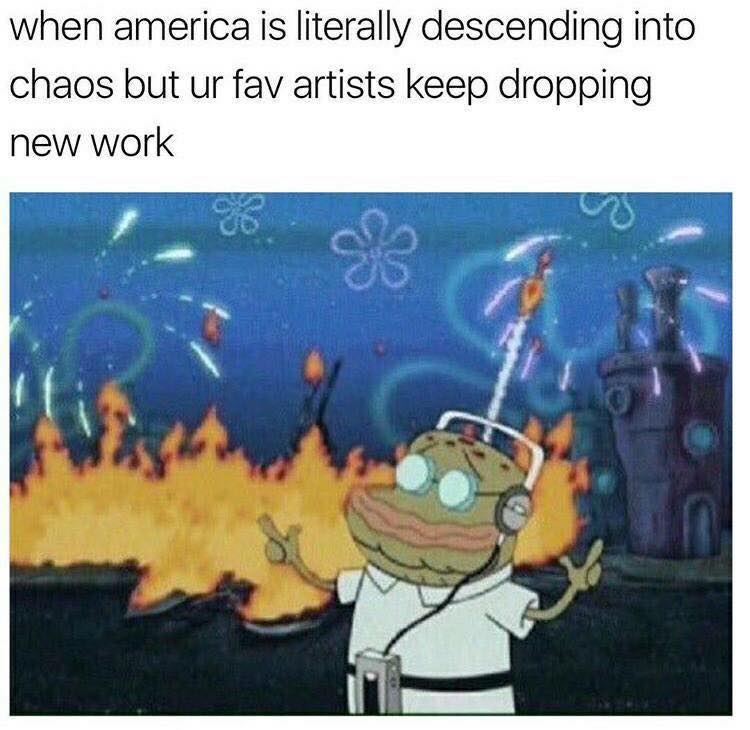 when america is literally descending into
chaos but ur fav artists keep dropping
new work